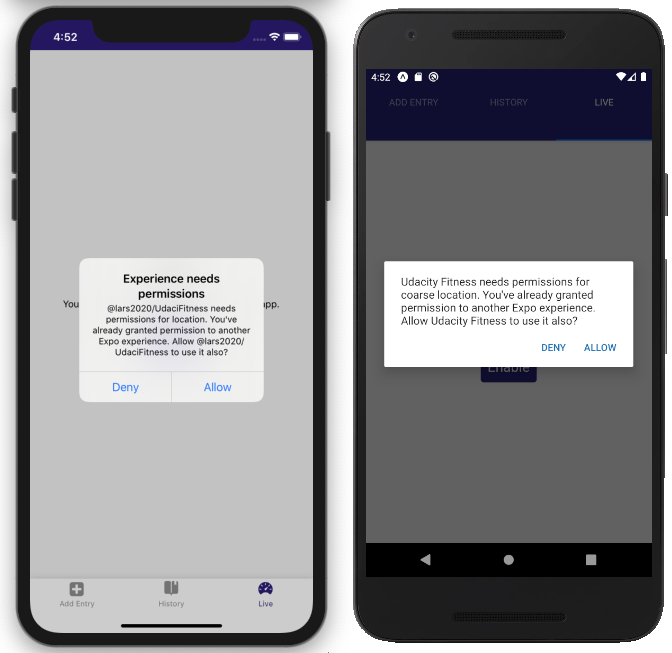 4:52
Experience needs
permissions
@lars2020/UdaciFitness needs
permissions for location. You've
already granted permission to another
Expo experience. Allow @lars2020/
UdaciFitness to use it also?
You
pp.
Deny
Allow
Add Entry
History
Live
4:52
ADD ENTRY
HISTORY
LIVE
Udacity Fitness needs permissions for
coarse location. You've already granted
permission to another Expo experience.
Allow Udacity Fitness to use it also?
DENY
ALLOW
Enable